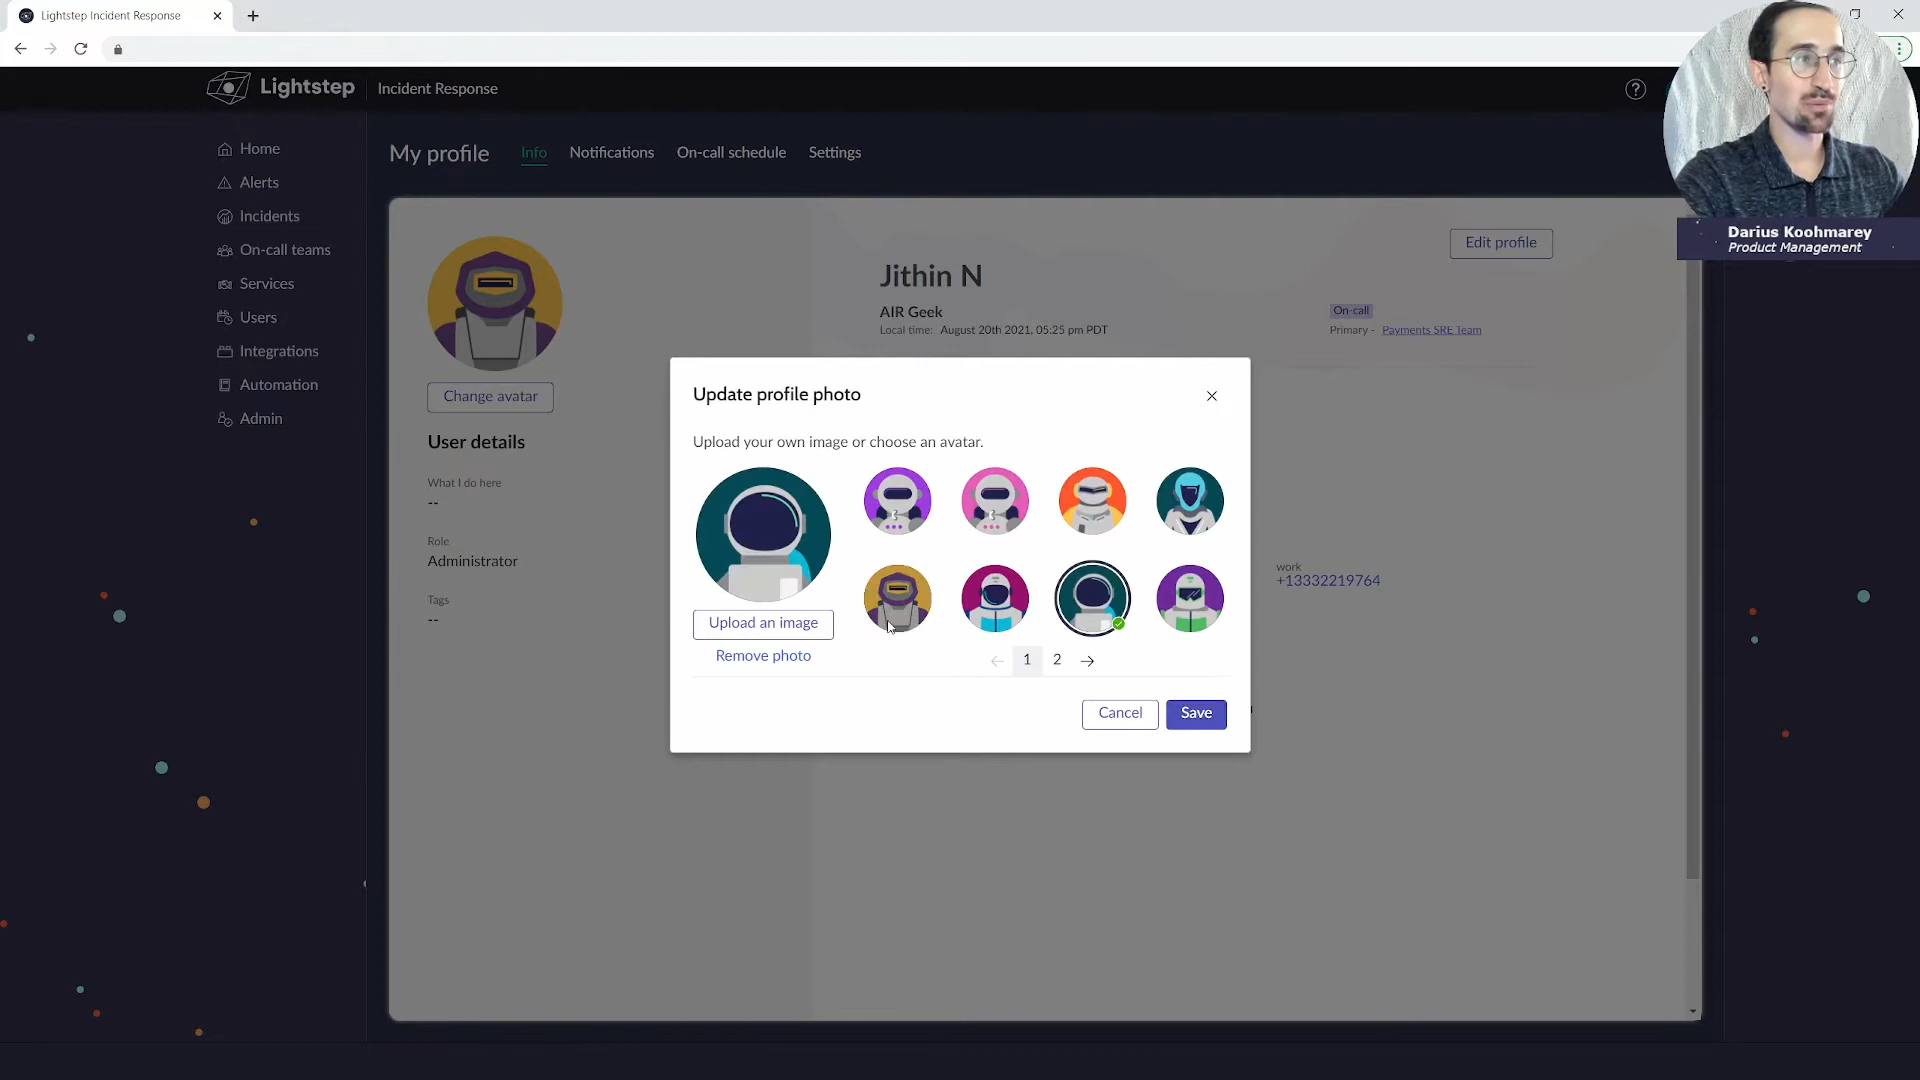 Lightstep Incident Response
Lightstep
Incident Response
Home
Alerts
Incidents
On-call teams
Services
Users
Integrations
Automation
Admin
My profile
Info
Notifications
On-call schedule
Settings
Edit profile
Jithin N
AIR Geek
Local time: August 20th 2021, 05:25 pm PDT
On-call
Primary - Payments SRE Team
Change avatar
User details
What I do here
--
Role
Administrator
Tags
--
work
+13332219764
Update profile photo
Upload your own image or choose an avatar.
Upload an image
Remove photo
1
2
Cancel
Save
Darius Koohmarey
Product Management